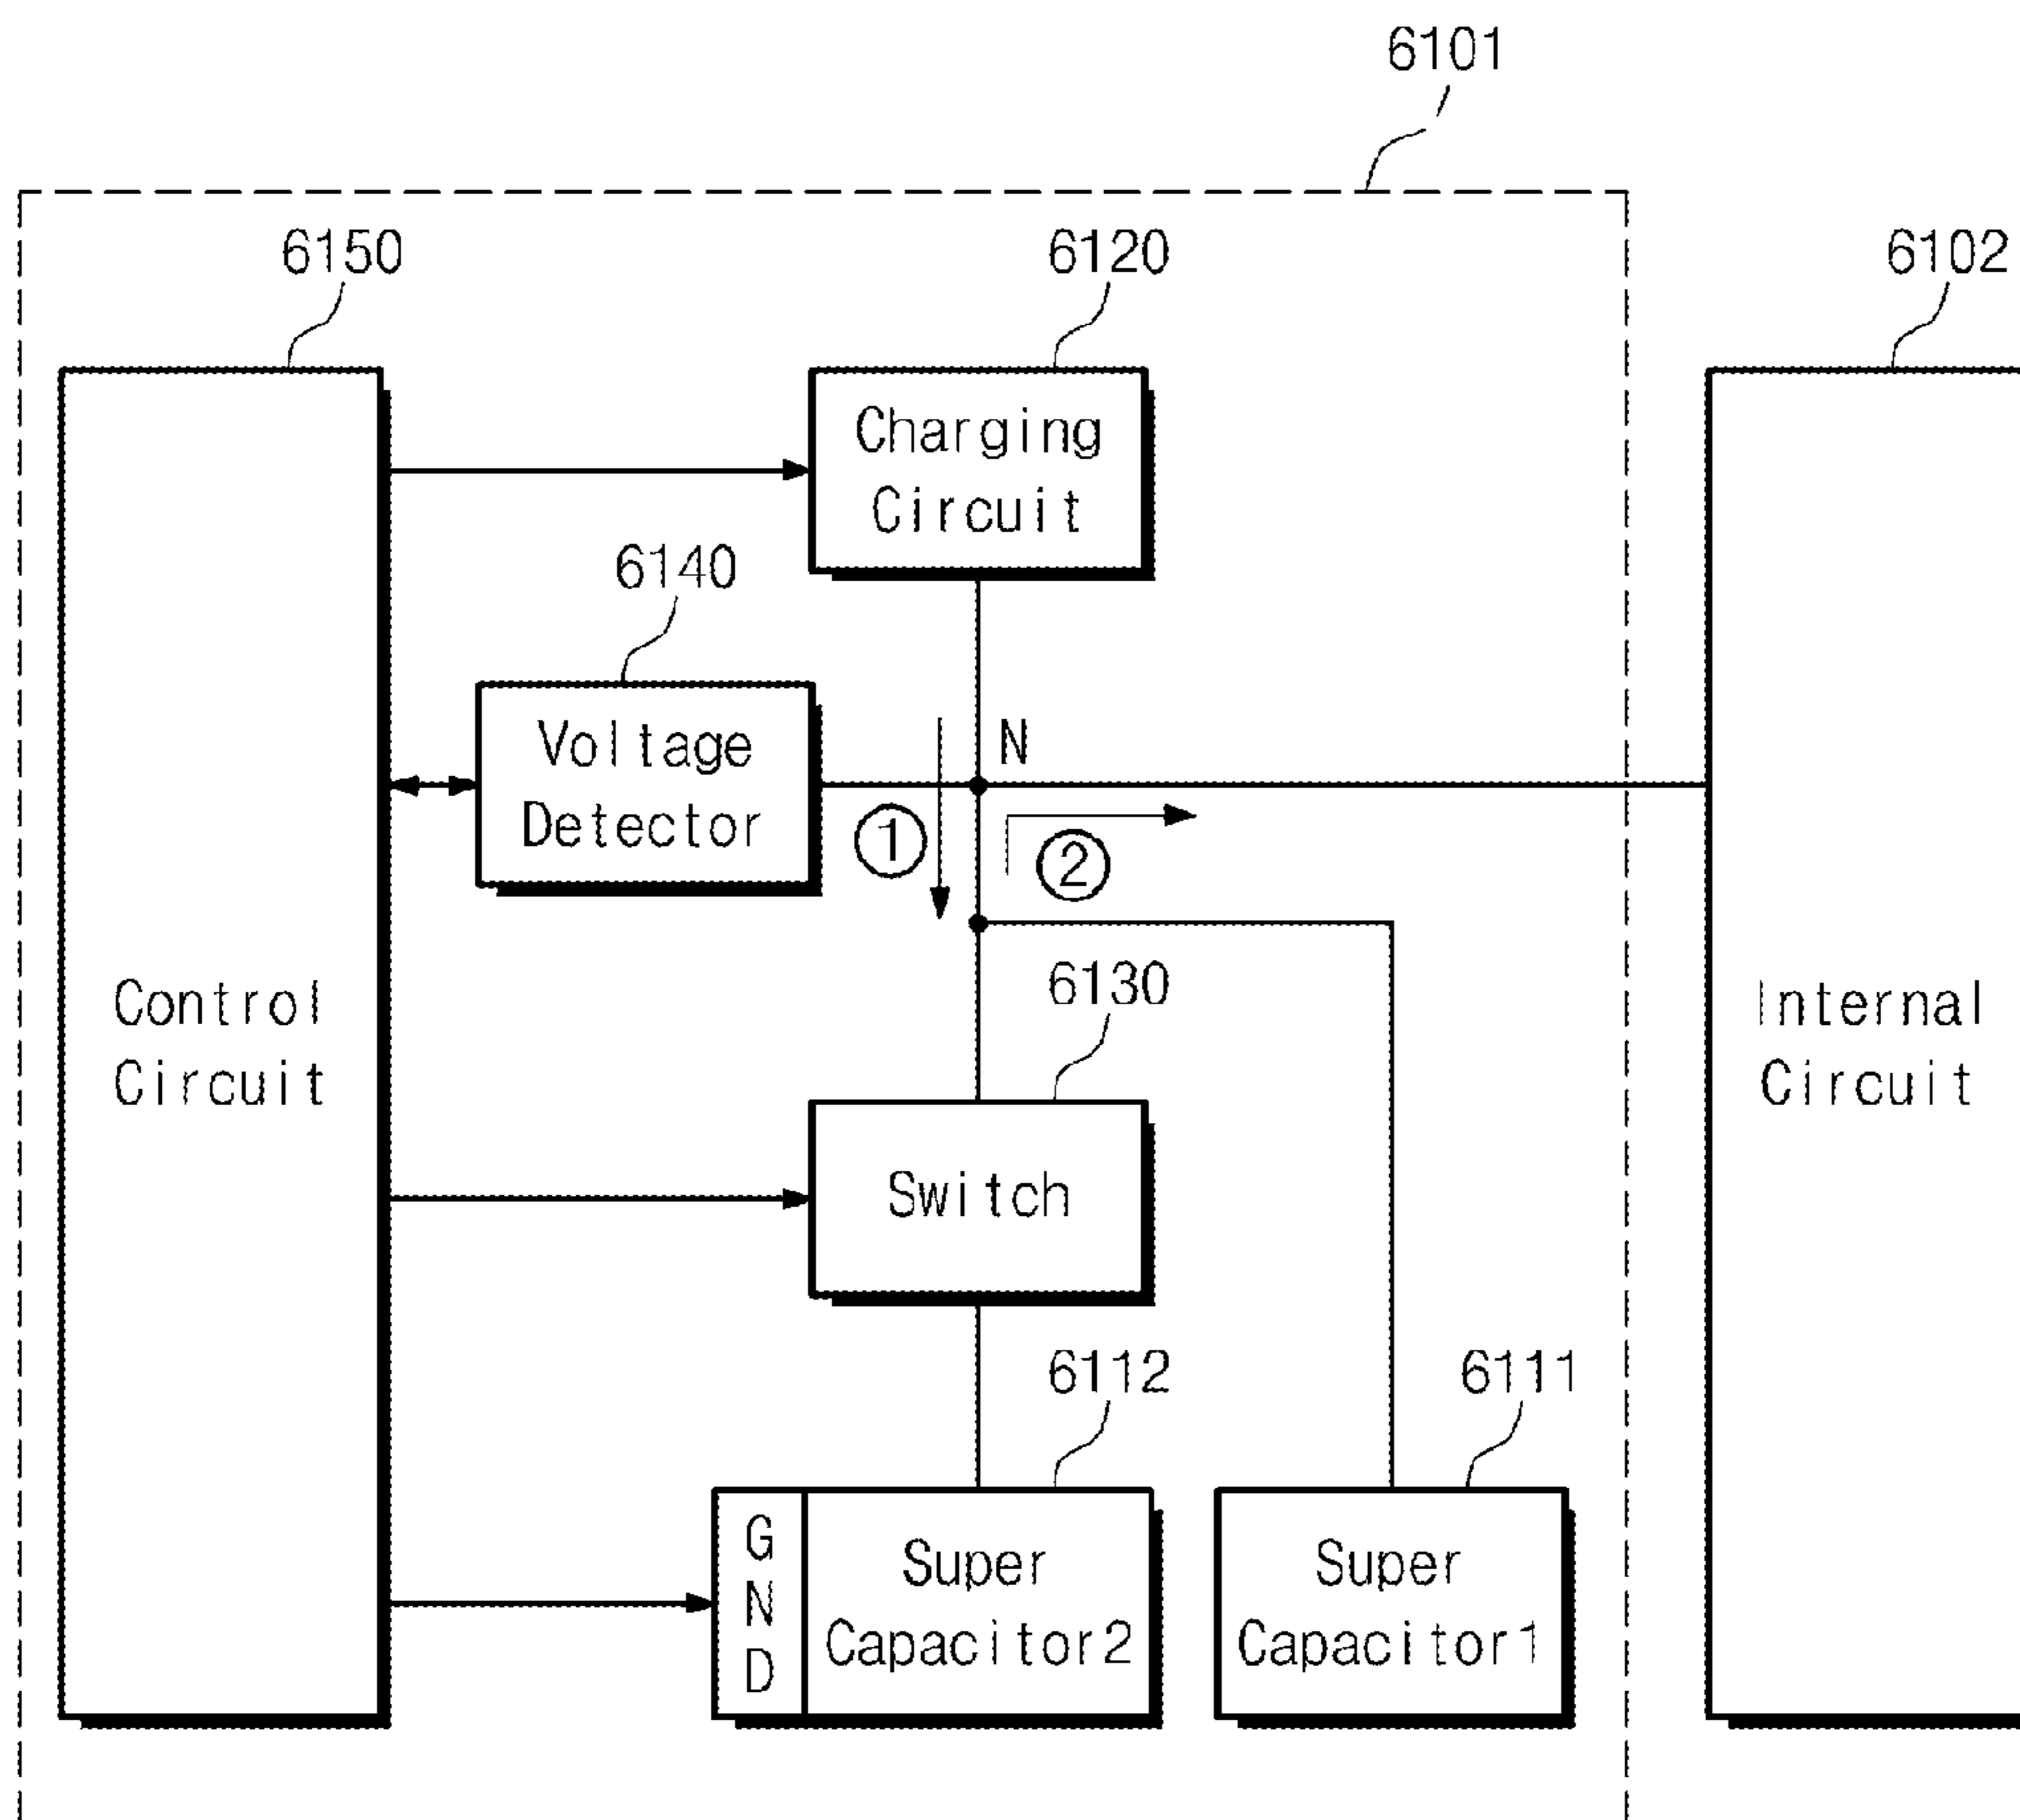 6101
6150
6120
6102
Charging
Circuit
6140
Voltage
Detector
N
①
②
Control
Circuit
6130
Internal
Circuit
Switch
6112
6111
GND
Super
Capacitor2
Super
Capacitor1